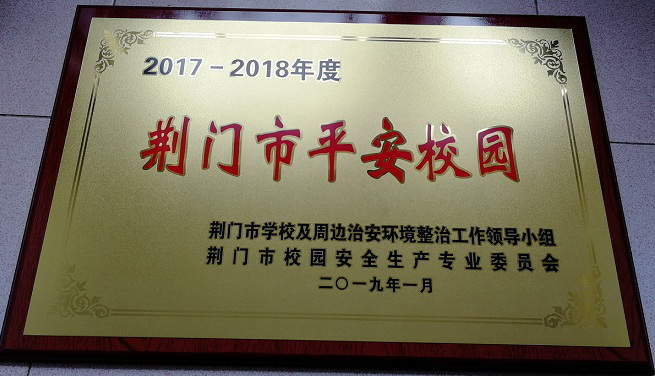 2017－2018年度
荆门市平安校园
荆门市学校及周边治安环境整治工作领导小组
荆门市校园安全生产专业委员会
二〇一九年一月